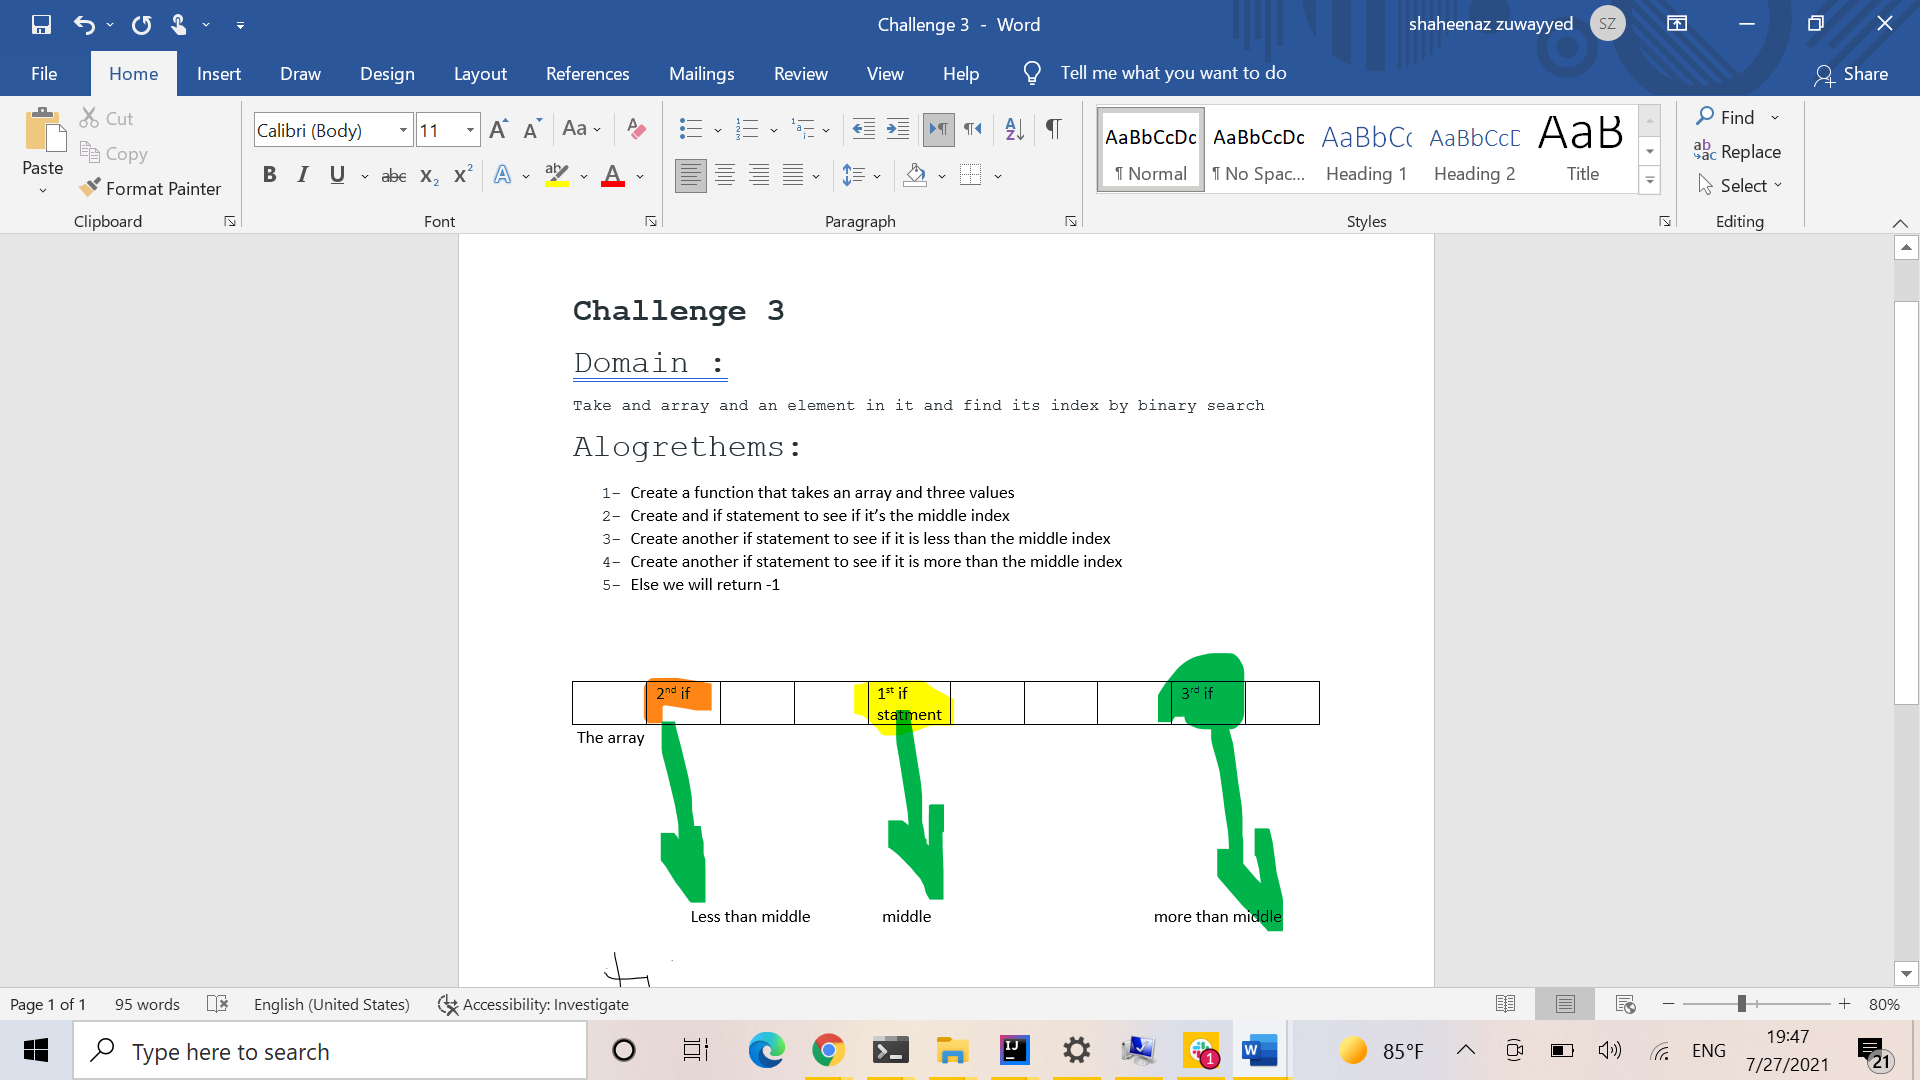 Challenge 3 - Word
shaheenaz zuwayyed
SZ
File Home Insert Draw Design Layout References Mailings Review View Help Tell me what you want to do Share
Paste
Cut
Copy
Format Painter
Clipboard
Calibri (Body) 11
Font
Paragraph
AaBbCcDc AaBbCcDc AaBbCc AaBbCcD AaB
¶ Normal ¶ No Spac... Heading 1 Heading 2 Title
Styles
Find
Replace
Select
Editing
Challenge 3
Domain :
Take and array and an element in it and find its index by binary search
Alogrethems:
1- Create a function that takes an array and three values
2- Create and if statement to see if it’s the middle index
3- Create another if statement to see if it is less than the middle index
4- Create another if statement to see if it is more than the middle index
5- Else we will return -1
2nd if 1st if 3rd if
statment
The array
Less than middle middle more than middle
Page 1 of 1 95 words English (United States) Accessibility: Investigate 80%
Type here to search
1
85°F
ENG
19:47
7/27/2021
21